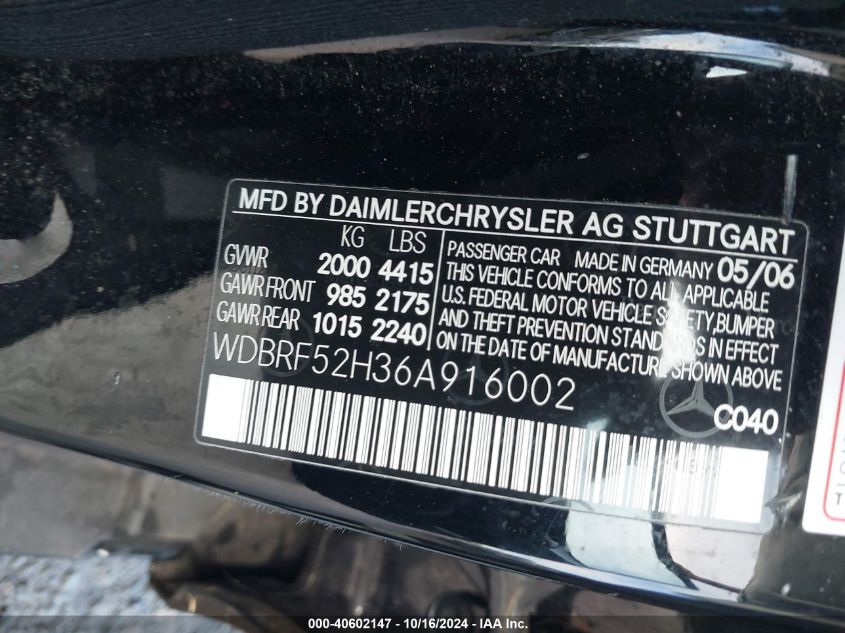 MFD BY DAIMLERCHRYSLER AG STUTTGART
KG LBS
GVWR 2000 4415
GAWR FRONT 985 2175
GAWR REAR 1015 2240
PASSENGER CAR MADE IN GERMANY 05/06
THIS VEHICLE CONFORMS TO ALL APPLICABLE
U.S. FEDERAL MOTOR VEHICLE SAFETY, BUMPER
AND THEFT PREVENTION STANDARDS IN EFFECT
ON THE DATE OF MANUFACTURE SHOWN ABOVE
WDBRF52H36A916002
C040
000-40602147 - 10/16/2024 - IAA Inc.